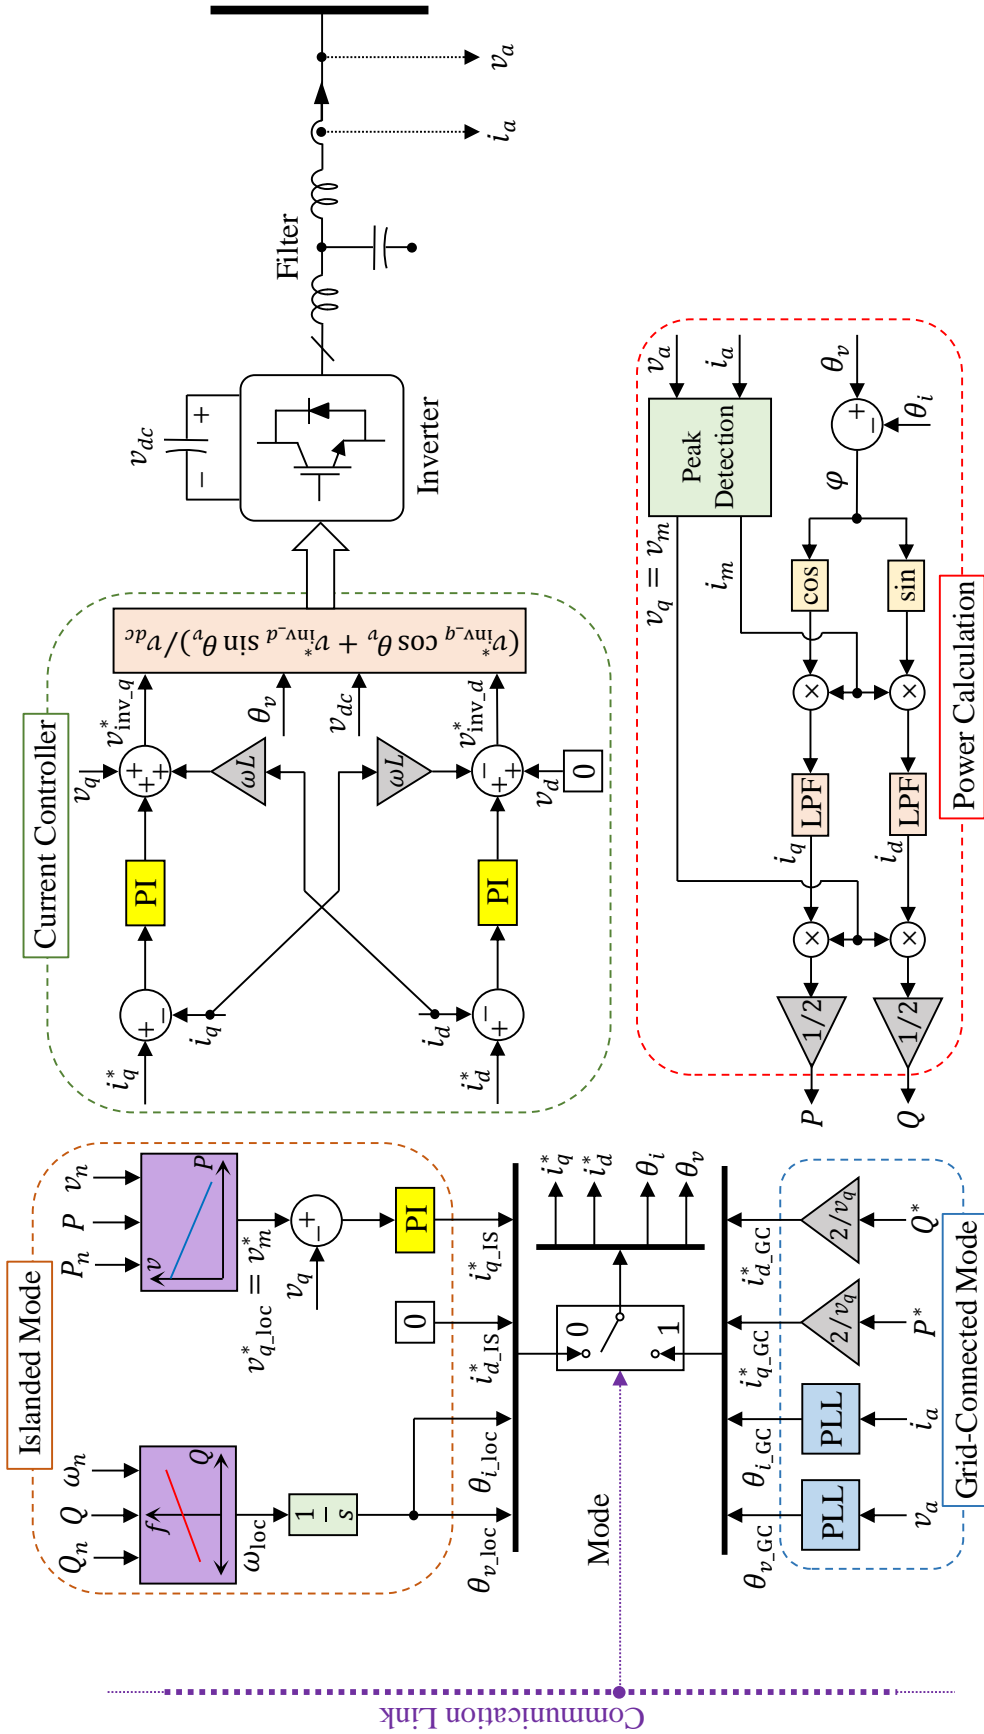 Communication Link
Mode
Islanded Mode
Qₙ
Q
ωₙ
f
Q
ω_loc
1/s
θ_v_loc
θ_i_loc
Pₙ
P
vₙ
v
P
v*_q_loc = v*_m
v_q
+
−
PI
0
i*_d_IS
i*_q_IS
0
1
i*_q
i*_d
θ_i
θ_v
θ_v_GC
θ_i_GC
i*_q_GC
i*_d_GC
PLL
PLL
2/v_q
2/v_q
v_a
i_a
P*
Q*
Grid-Connected Mode
Current Controller
i*_q
+
−
i_q
PI
v_q
+
+
+
v*_inv_q
ωL
θ_v
v_dc
ωL
i_d
i*_d
−
+
PI
−
+
+
v*_inv_d
v_d
0
(v*_inv_q cos θ_v + v*_inv_d sin θ_v)/v_dc
v_dc
−
+
Inverter
Filter
i_a
v_a
v_q = v_m
i_m
Peak
Detection
v_a
i_a
φ
+
−
θ_v
θ_i
cos
sin
×
×
LPF
LPF
i_q
i_d
×
×
1/2
1/2
P
Q
Power Calculation